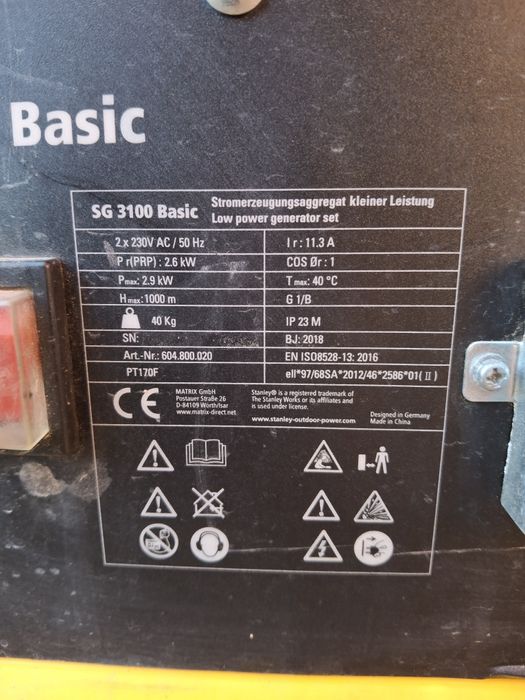 Basic
SG 3100 Basic
Stromerzeugungsaggregat kleiner Leistung
Low power generator set
2 x 230V AC / 50 Hz
I r : 11.3 A
P r(PRP) : 2.6 kW
COS Ør : 1
Pmax: 2.9 kW
T max: 40 °C
H max:1000 m
G 1/B
40 Kg
IP 23 M
SN:
BJ: 2018
Art.-Nr.: 604.800.020
EN ISO8528-13: 2016
PT170F
ell*97/68SA*2012/46*2586*01(II)
CE
MATRIX GmbH
Postauer Straße 26
D-84109 Wörth/Isar
www.matrix-direct.net
Stanley® is a registered trademark of
The Stanley Works or its affiliates and
is used under license.
www.stanley-outdoor-power.com
Designed in Germany
Made in China